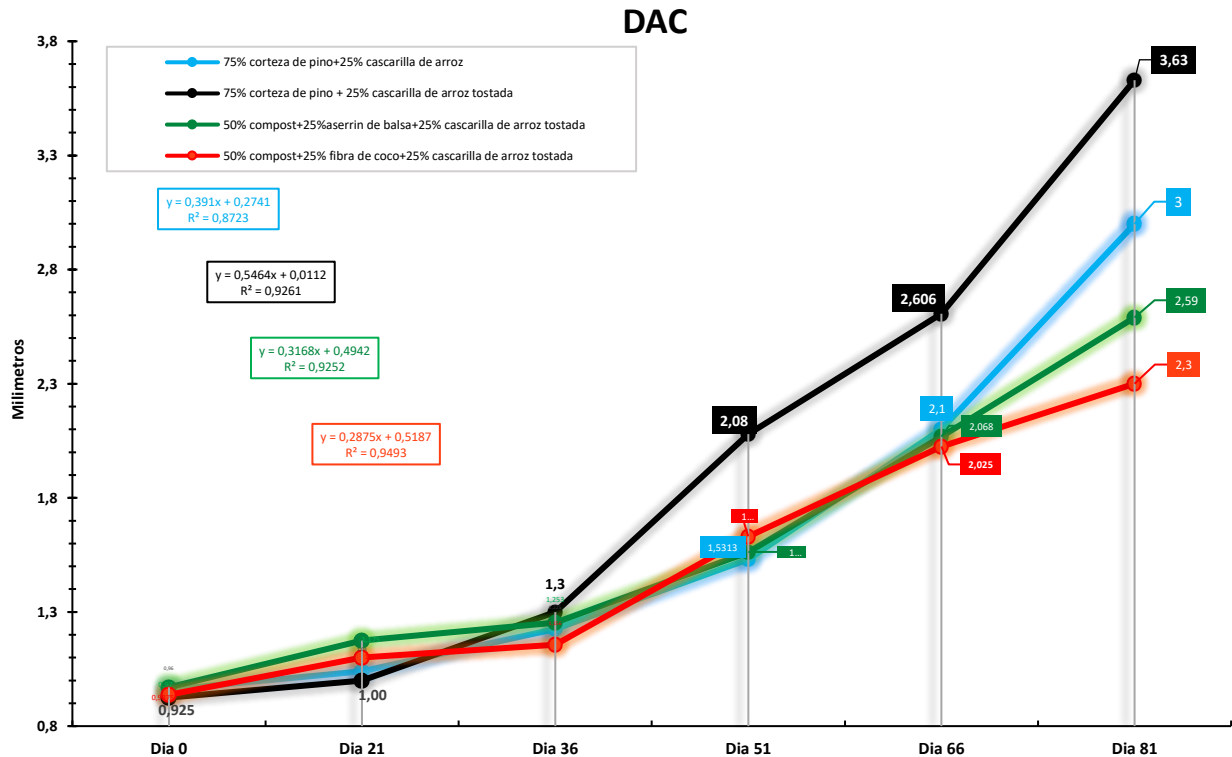 DAC
3,8
3,3
2,8
2,3
1,8
1,3
0,8
Milimetros
75% corteza de pino+25% cascarilla de arroz
75% corteza de pino + 25% cascarilla de arroz tostada
50% compost+25%aserrin de balsa+25% cascarilla de arroz tostada
50% compost+25% fibra de coco+25% cascarilla de arroz tostada
y = 0,391x + 0,2741
R² = 0,8723
y = 0,5464x + 0,0112
R² = 0,9261
y = 0,3168x + 0,4942
R² = 0,9252
y = 0,2875x + 0,5187
R² = 0,9493
3,63
3
2,59
2,3
2,606
2,1
2,068
2,025
2,08
1...
1,5313
1...
1,3
1,00
0,96
0,925
Dia 0
Dia 21
Dia 36
Dia 51
Dia 66
Dia 81